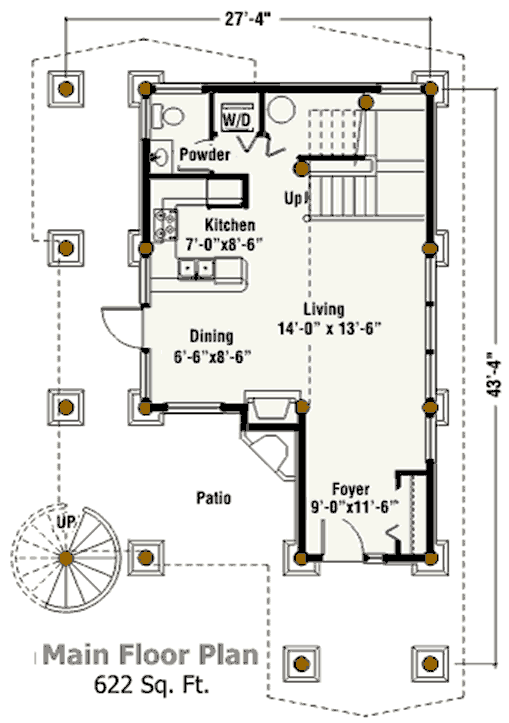 27'-4"
W/D
Powder
Up
Kitchen
7'-0"x8'-6"
Living
14'-0" x 13'-6"
Dining
6'-6"x8'-6"
43'-4"
Foyer
9'-0"x11'-6"
Patio
UP
Main Floor Plan
622 Sq. Ft.